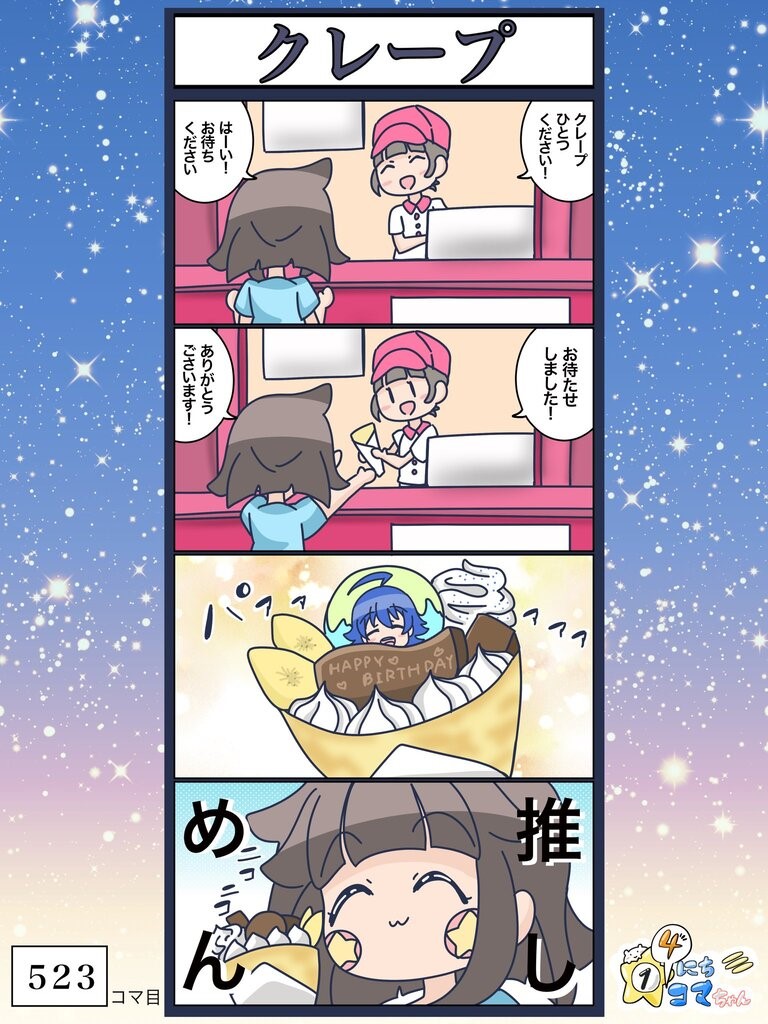 クレープ
クレープ
ひとつ
ください!
はーい!
お待ち
ください
お待たせ
しました!
ありがとう
ございます!
パァァ
ァァァァ
HAPPY♡
♡BIRTHDAY
推し
めん
ニコニコ
523
コマ目
1
4
にち
コマちゃん